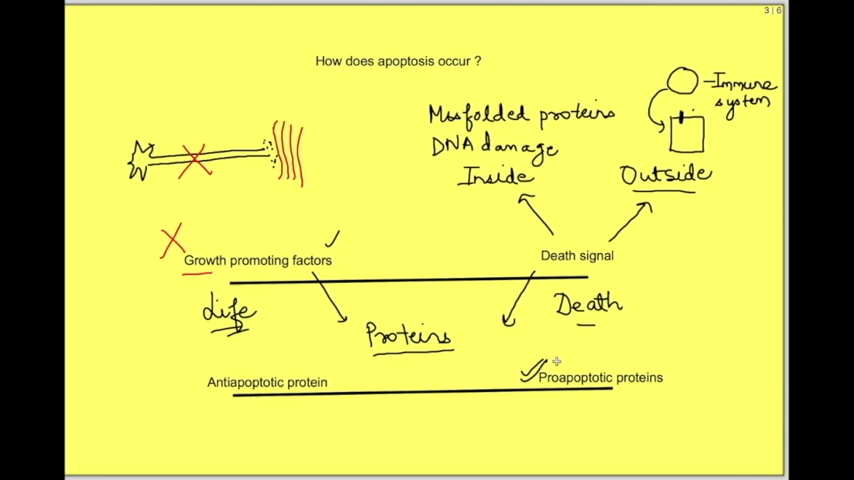 3 | 6
How does apoptosis occur ?
Immune
system
Misfolded proteins
DNA damage
Inside
Outside
Growth promoting factors
Death signal
Life
Death
Proteins
Antiapoptotic protein
Proapoptotic proteins